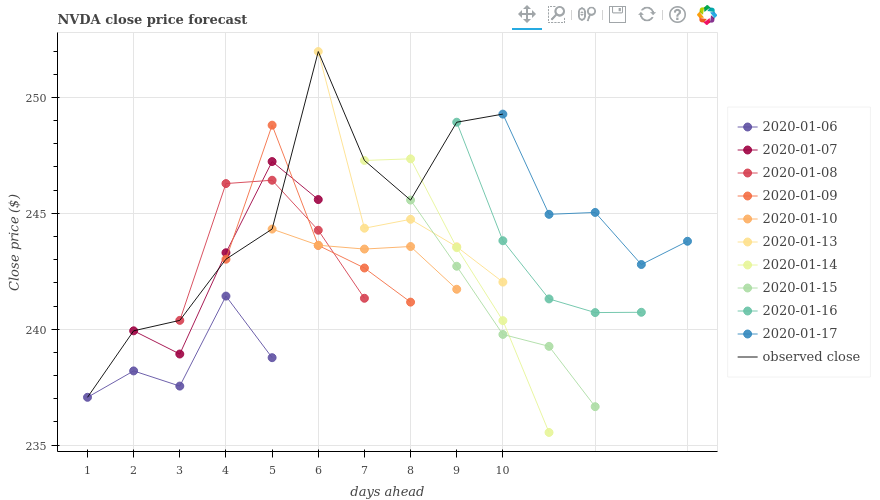 NVDA close price forecast
250
245
240
235
Close price ($)
1 2 3 4 5 6 7 8 9 10
days ahead
2020-01-06
2020-01-07
2020-01-08
2020-01-09
2020-01-10
2020-01-13
2020-01-14
2020-01-15
2020-01-16
2020-01-17
observed close